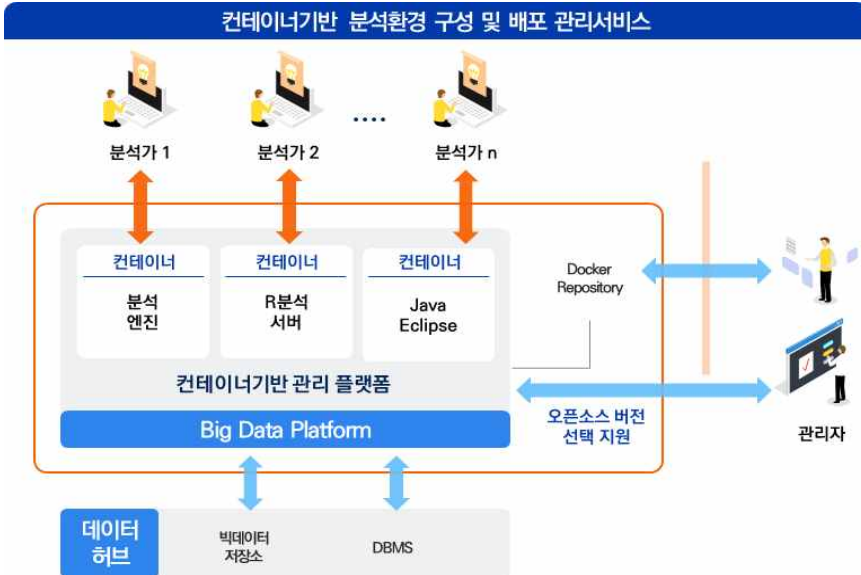 컨테이너기반 분석환경 구성 및 배포 관리서비스
분석가 1
분석가 2
....
분석가 n
컨테이너
분석
엔진
컨테이너
R분석
서버
컨테이너
Java
Eclipse
Docker
Repository
컨테이너기반 관리 플랫폼
Big Data Platform
오픈소스 버전
선택 지원
관리자
데이터
허브
빅데이터
저장소
DBMS